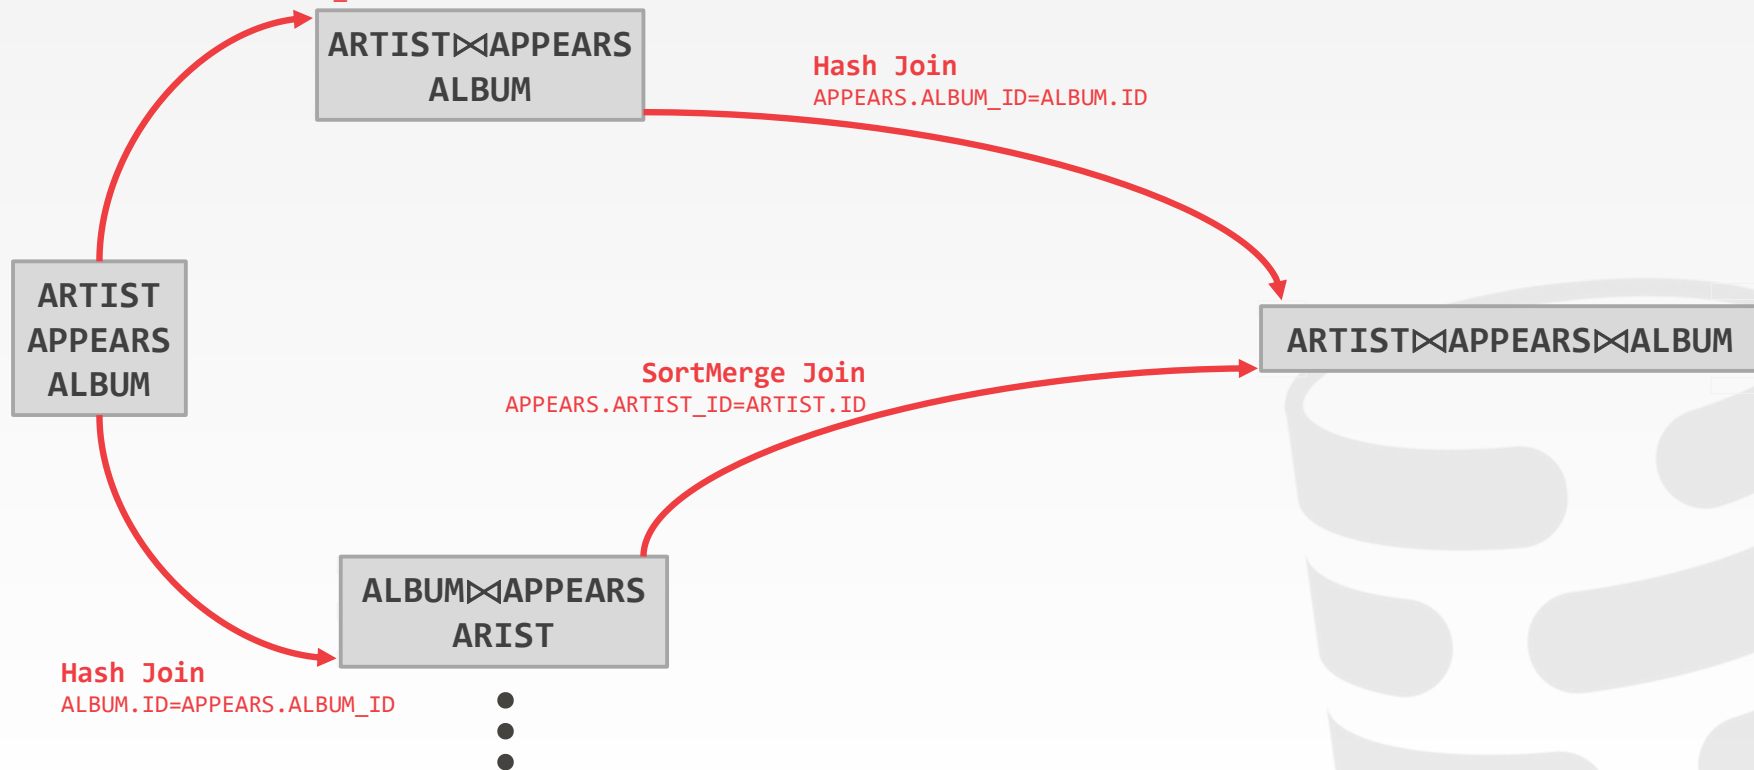 ARTIST⨝APPEARS
ALBUM
Hash Join
APPEARS.ALBUM_ID=ALBUM.ID
ARTIST
APPEARS
ALBUM
ARTIST⨝APPEARS⨝ALBUM
SortMerge Join
APPEARS.ARTIST_ID=ARTIST.ID
ALBUM⨝APPEARS
ARIST
Hash Join
ALBUM.ID=APPEARS.ALBUM_ID